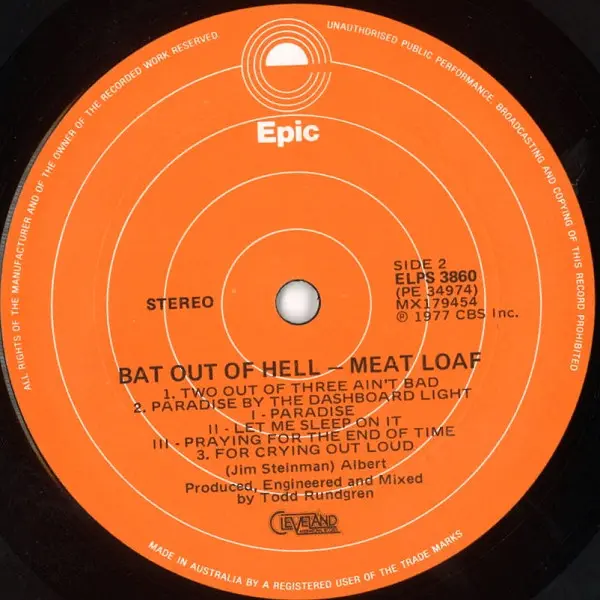 ALL RIGHTS OF THE MANUFACTURER AND OF THE OWNER OF THE RECORDED WORK RESERVED.
UNAUTHORISED PUBLIC PERFORMANCE, BROADCASTING AND COPYING OF THIS RECORD PROHIBITED
Epic
STEREO
SIDE 2
ELPS 3860
(PE 34974)
MX179454
℗ 1977 CBS Inc.
BAT OUT OF HELL – MEAT LOAF
1. TWO OUT OF THREE AIN'T BAD
2. PARADISE BY THE DASHBOARD LIGHT
I - PARADISE
II - LET ME SLEEP ON IT
III - PRAYING FOR THE END OF TIME
3. FOR CRYING OUT LOUD
(Jim Steinman) Albert
Produced, Engineered and Mixed
by Todd Rundgren
CLEVELAND
MADE IN AUSTRALIA BY A REGISTERED USER OF THE TRADE MARKS